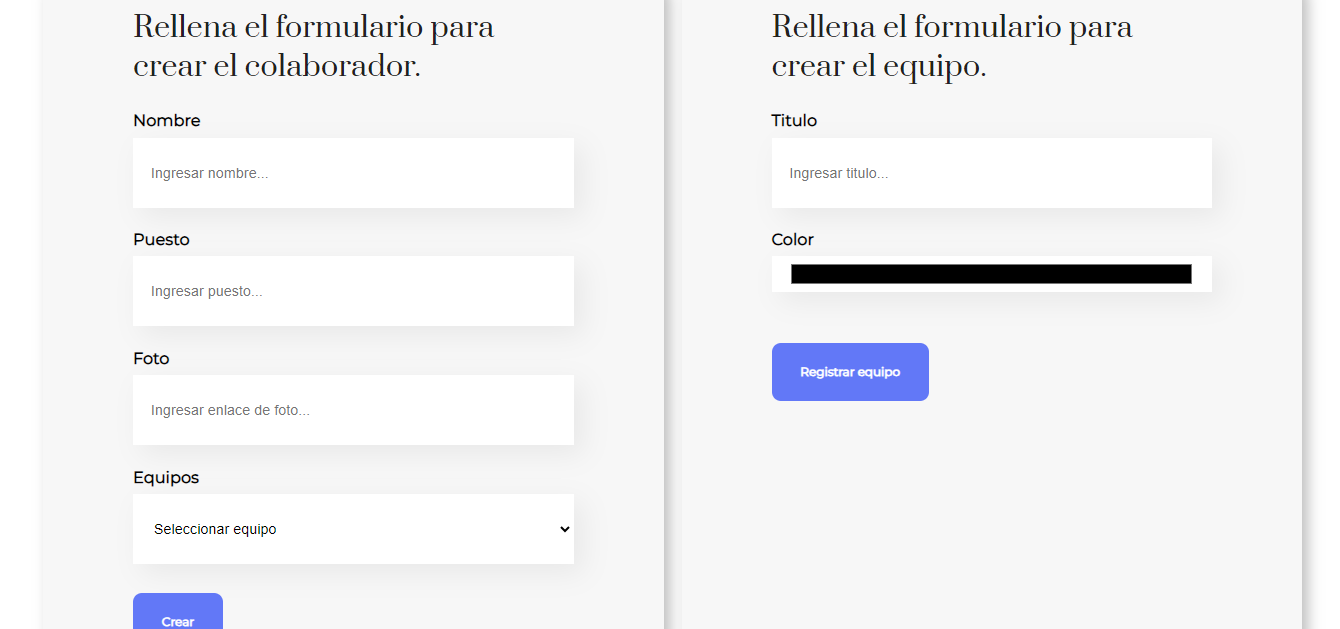 Rellena el formulario para
crear el colaborador.
Nombre
Ingresar nombre...
Puesto
Ingresar puesto...
Foto
Ingresar enlace de foto...
Equipos
Seleccionar equipo
Crear
Rellena el formulario para
crear el equipo.
Titulo
Ingresar titulo...
Color
Registrar equipo